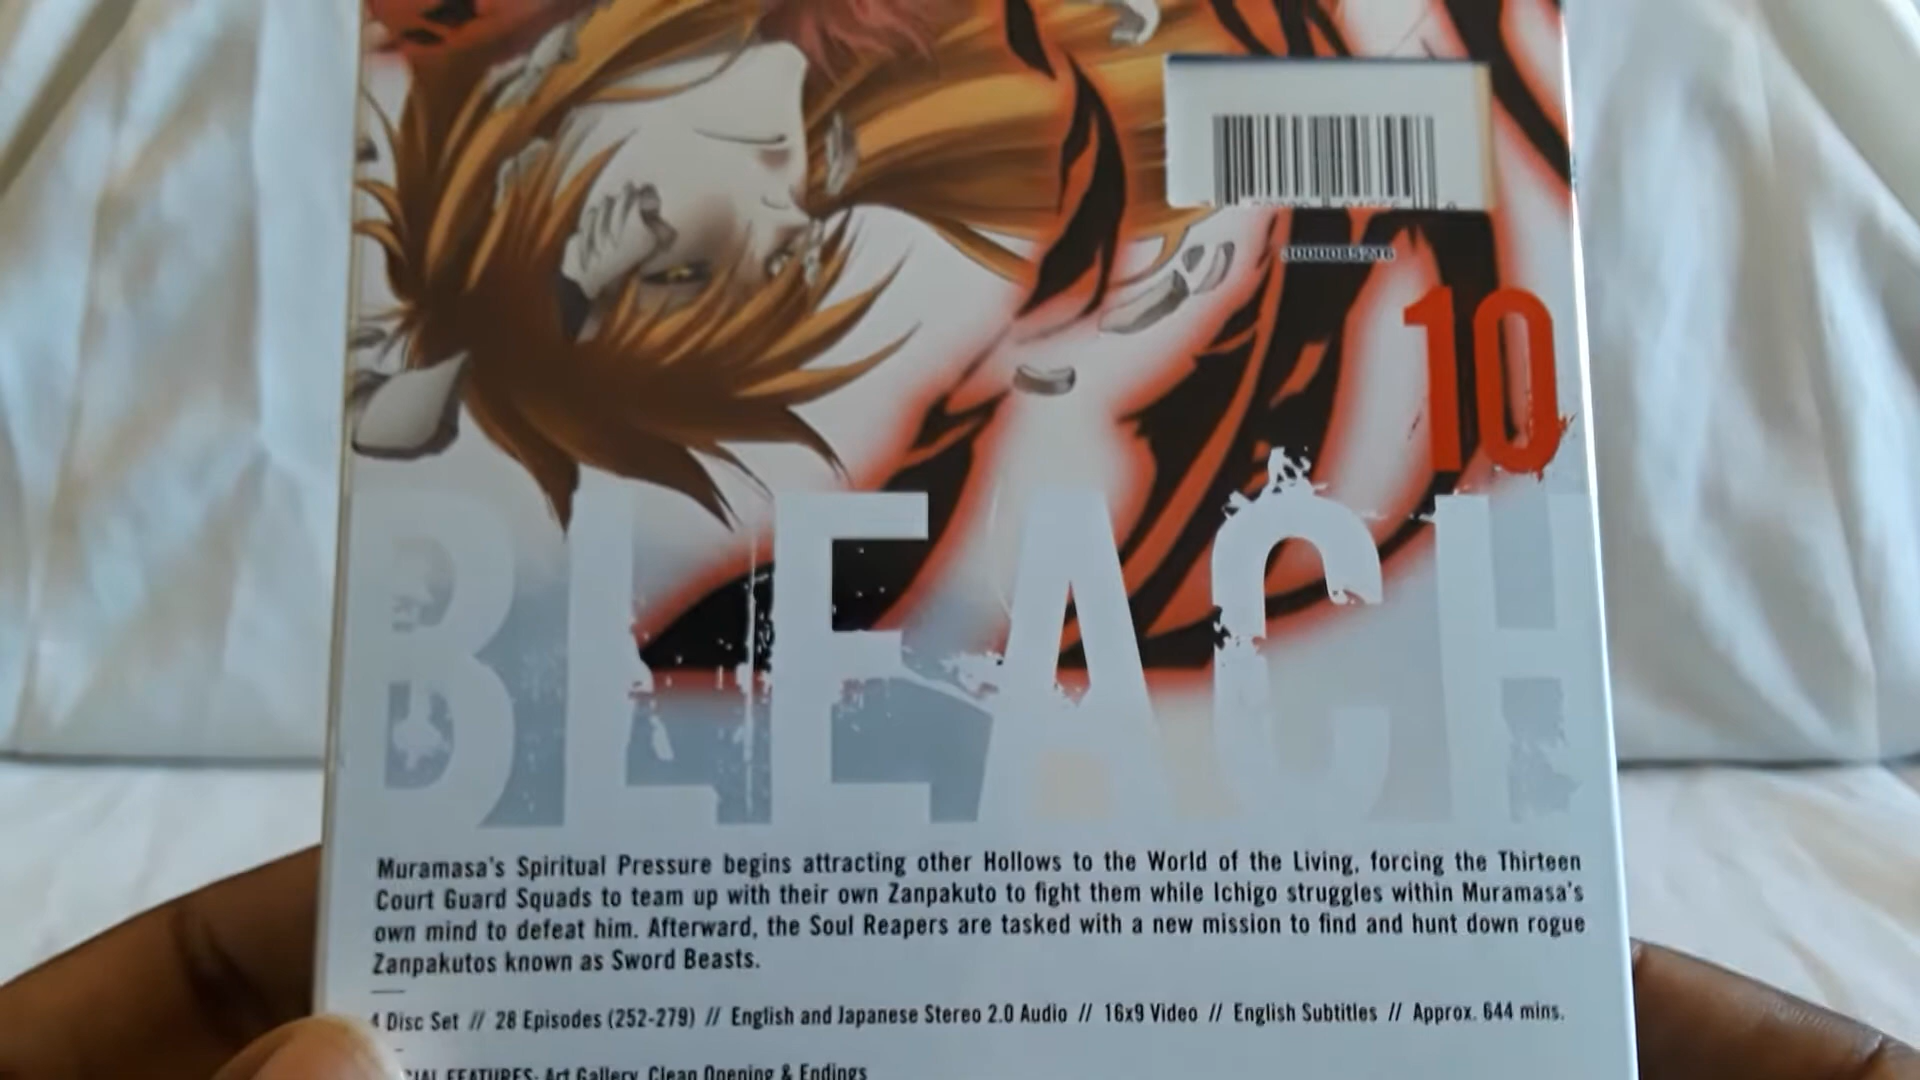 10
BLEACH
Muramasa's Spiritual Pressure begins attracting other Hollows to the World of the Living, forcing the Thirteen
Court Guard Squads to team up with their own Zanpakuto to fight them while Ichigo struggles within Muramasa's
own mind to defeat him. Afterward, the Soul Reapers are tasked with a new mission to find and hunt down rogue
Zanpakutos known as Sword Beasts.
4 Disc Set // 28 Episodes (252-279) // English and Japanese Stereo 2.0 Audio // 16x9 Video // English Subtitles // Approx. 644 mins.
FEATURES: Art Gallery, Clean Opening & Endings